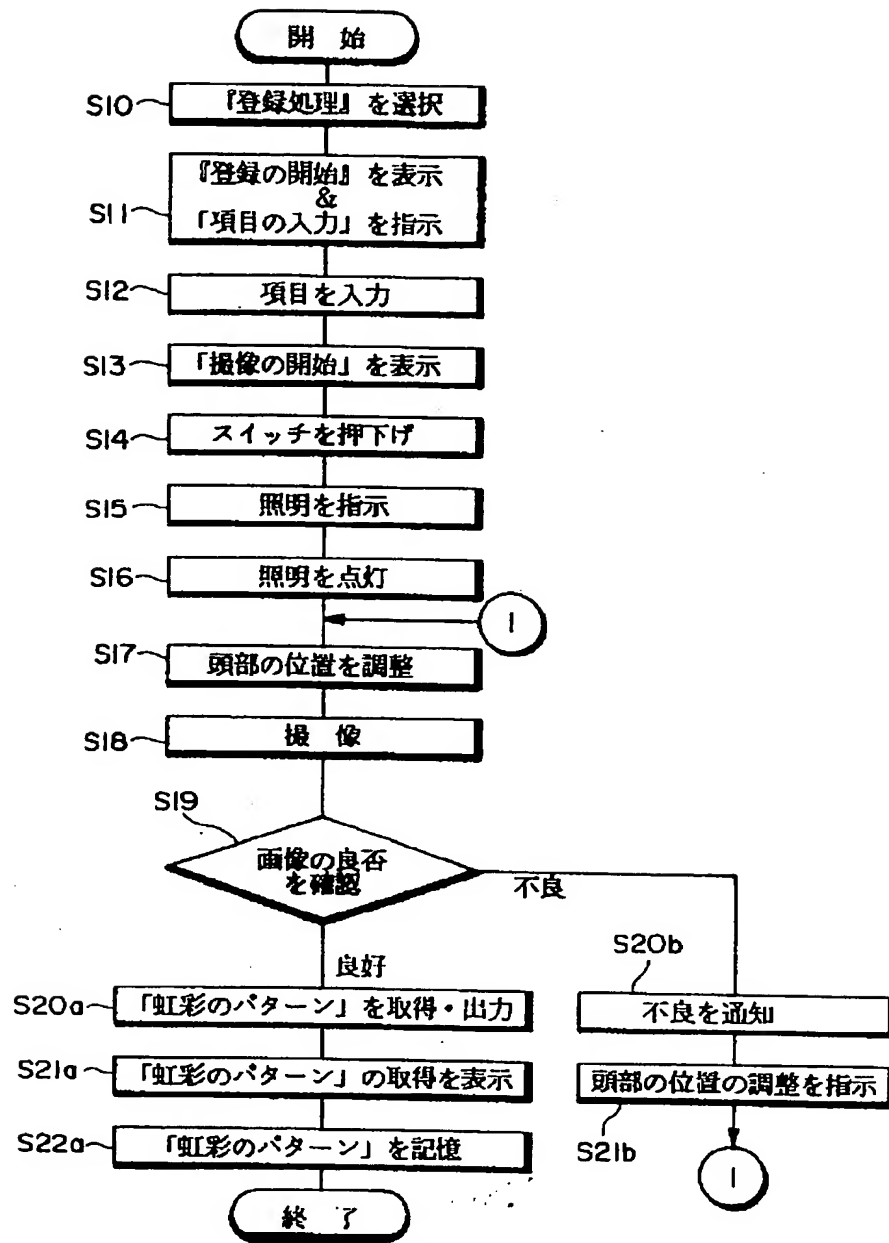 開 始
S10 『登録処理』を選択
『登録の開始』を表示
&
S11 「項目の入力」を指示
S12 項目を入力
S13 「撮像の開始」を表示
S14 スイッチを押下げ
S15 照明を指示
S16 照明を点灯
1
S17 頭部の位置を調整
S18 撮 像
S19
画像の良否
を確認
不良
良好
S20a 「虹彩のパターン」を取得・出力
S21a 「虹彩のパターン」の取得を表示
S22a 「虹彩のパターン」を記憶
終 了
S20b
不良を通知
頭部の位置の調整を指示
S21b
1